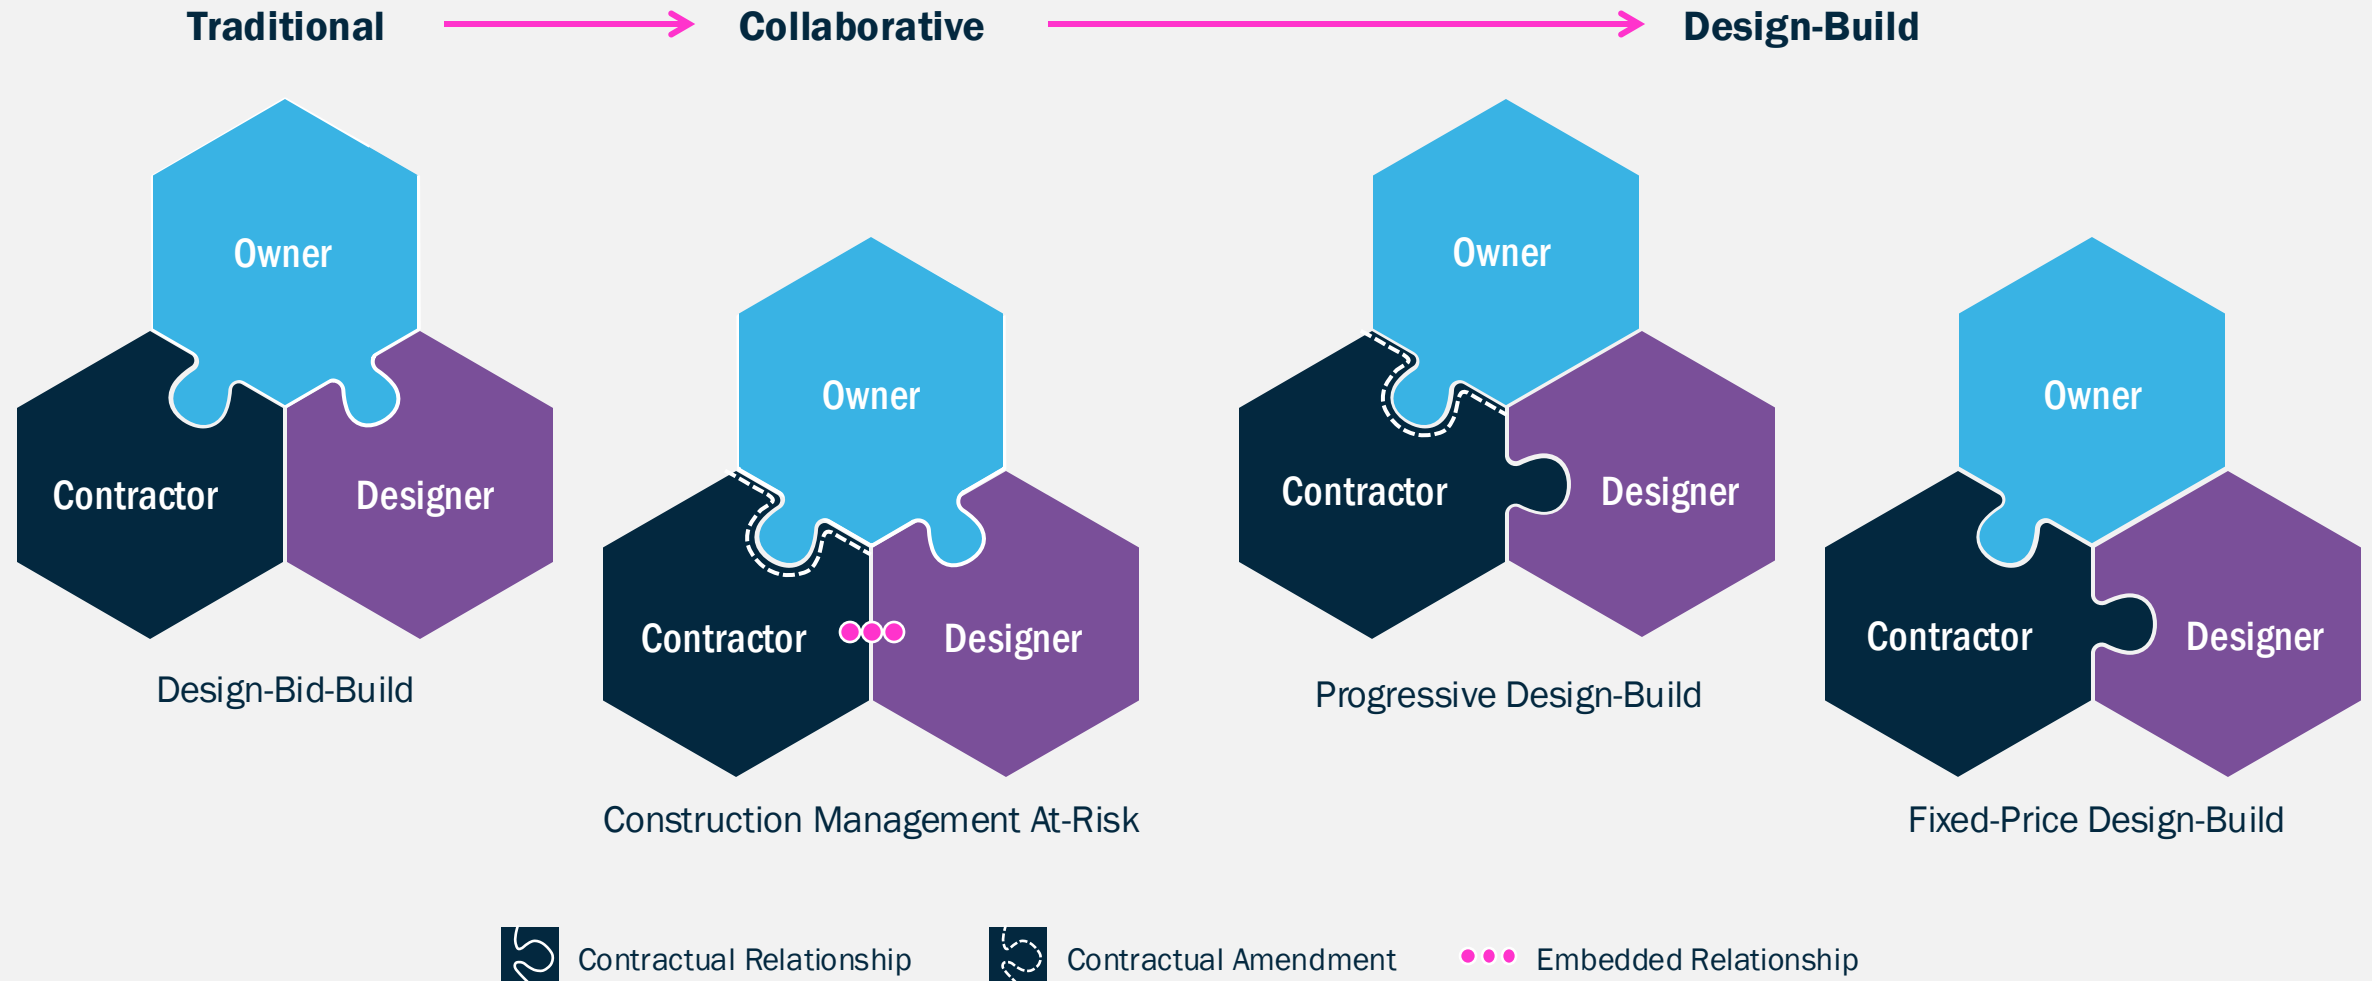 Traditional
Collaborative
Design-Build
Owner
Contractor
Designer
Design-Bid-Build
Owner
Contractor
Designer
Construction Management At-Risk
Owner
Contractor
Designer
Progressive Design-Build
Owner
Contractor
Designer
Fixed-Price Design-Build
Contractual Relationship
Contractual Amendment
Embedded Relationship